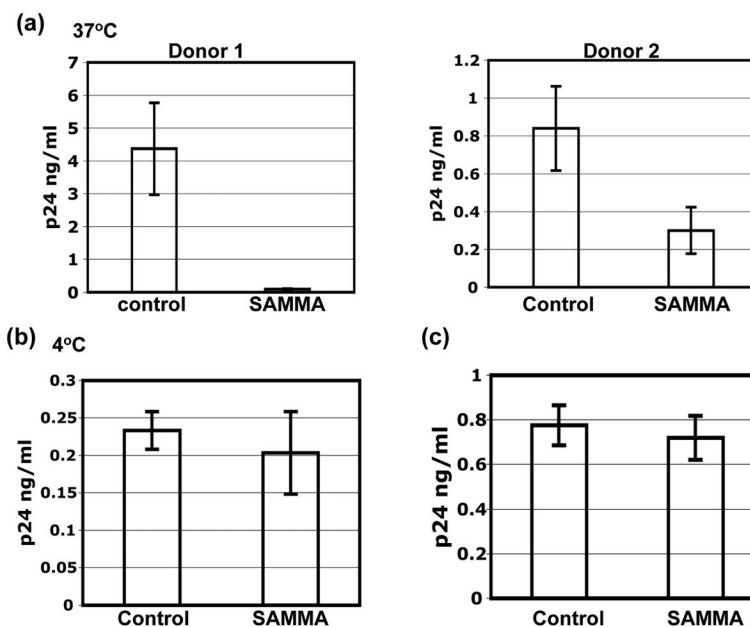 (a) 37°C
Donor 1
7
6
5
4
3
2
1
0
p24 ng/ml
control SAMMA
Donor 2
1.2
1
0.8
0.6
0.4
0.2
0
p24 ng/ml
Control SAMMA
(b) 4°C
0.3
0.25
0.2
0.15
0.1
0.05
0
p24 ng/ml
Control SAMMA
(c)
1
0.8
0.6
0.4
0.2
0
p24 ng/ml
Control SAMMA